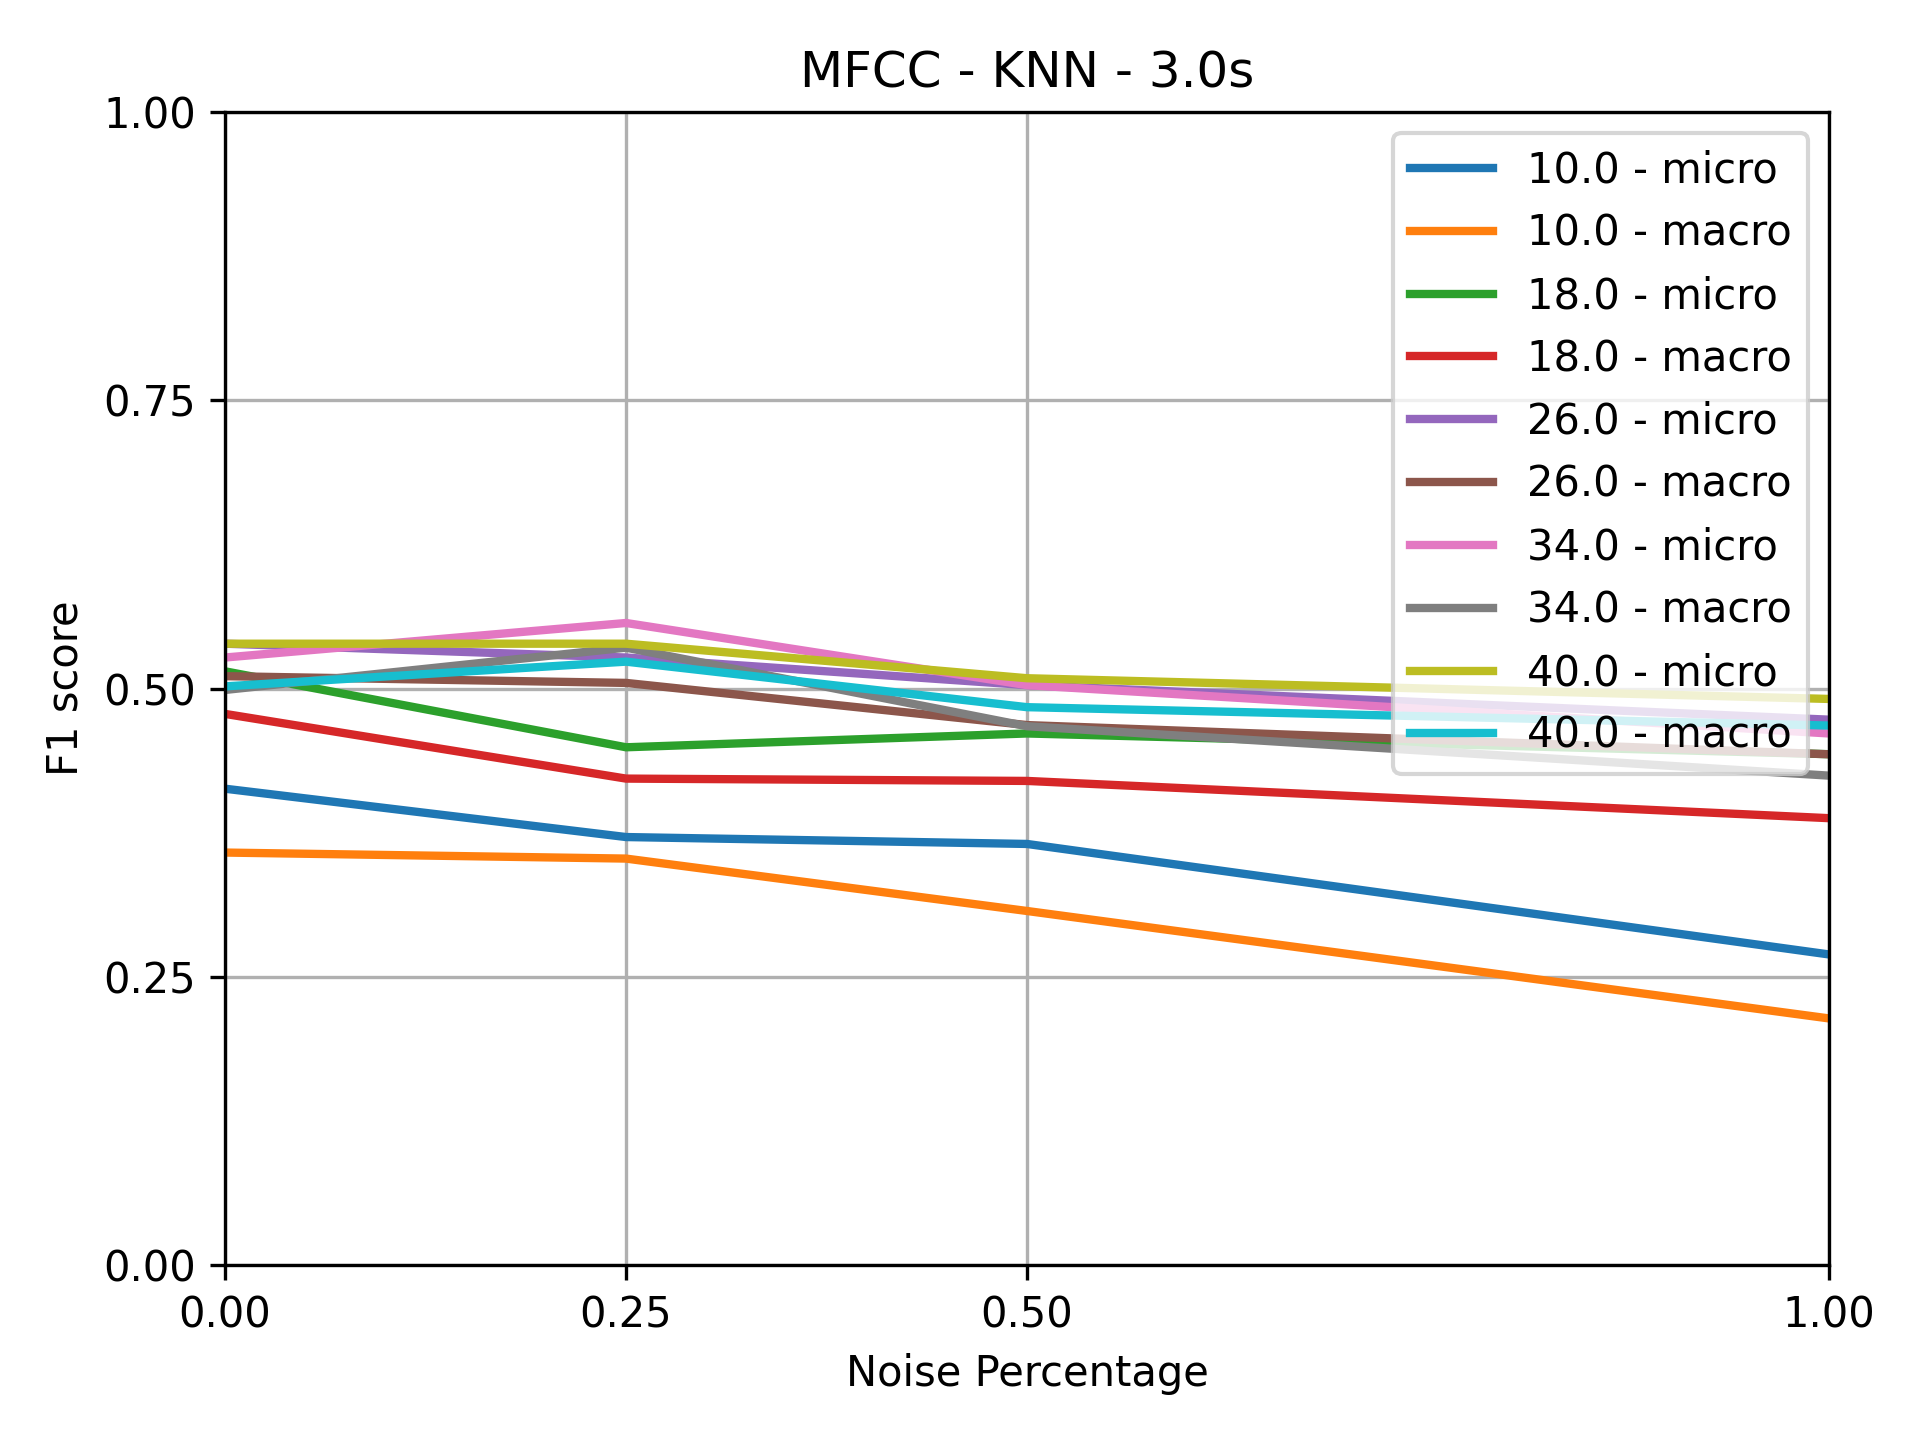 MFCC - KNN - 3.0s
1.00
0.75
0.50
0.25
0.00
F1 score
10.0 - micro
10.0 - macro
18.0 - micro
18.0 - macro
26.0 - micro
26.0 - macro
34.0 - micro
34.0 - macro
40.0 - micro
40.0 - macro
0.00 0.25 0.50 1.00
Noise Percentage